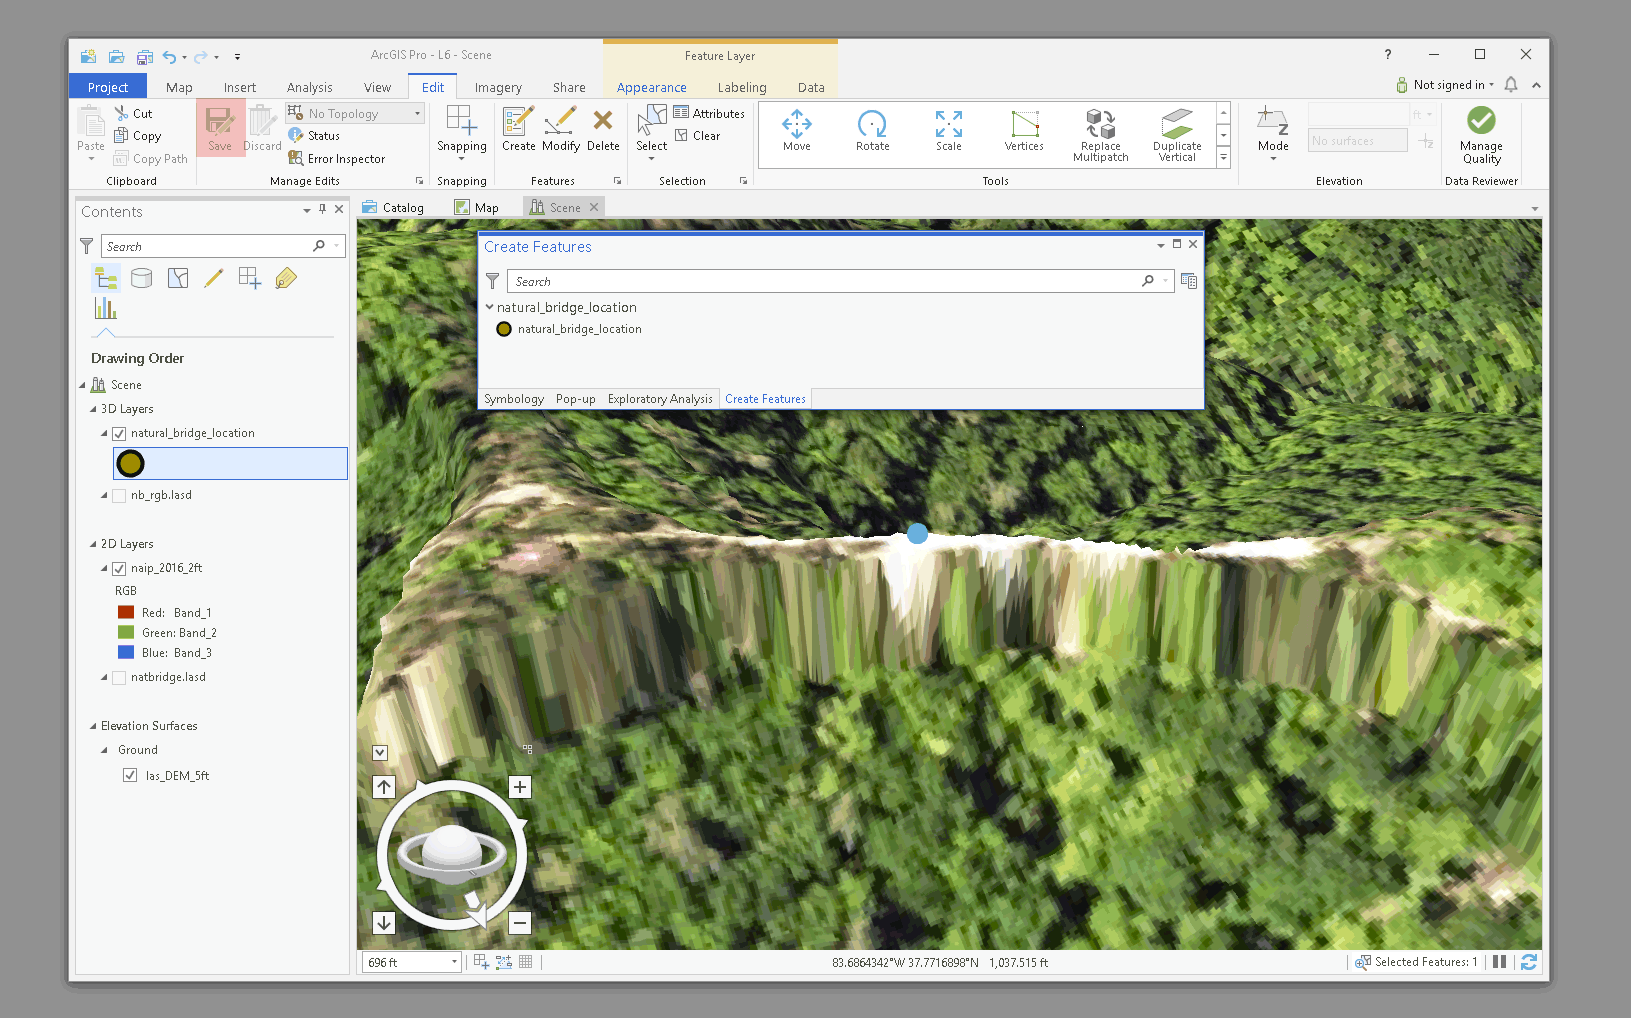 ArcGIS Pro - L6 - Scene
Feature Layer
?
Project Map Insert Analysis View Edit Imagery Share Appearance Labeling Data
Not signed in
Paste
Cut
Copy
Copy Path
Clipboard
Save
Discard
No Topology
Status
Error Inspector
Manage Edits
Snapping
Snapping
Create
Modify
Delete
Features
Select
Attributes
Clear
Selection
Move
Rotate
Scale
Vertices
Replace
Multipatch
Duplicate
Vertical
Tools
Mode
Z
ft
No surfaces
Elevation
Manage
Quality
Data Reviewer
Contents
Search
Drawing Order
Scene
3D Layers
natural_bridge_location
nb_rgb.lasd
2D Layers
naip_2016_2ft
RGB
Red: Band_1
Green: Band_2
Blue: Band_3
natbridge.lasd
Elevation Surfaces
Ground
las_DEM_5ft
Catalog
Map
Scene
Create Features
Search
natural_bridge_location
natural_bridge_location
Symbology Pop-up Exploratory Analysis Create Features
696 ft
83.6864342°W 37.7716898°N 1,037.515 ft
Selected Features: 1